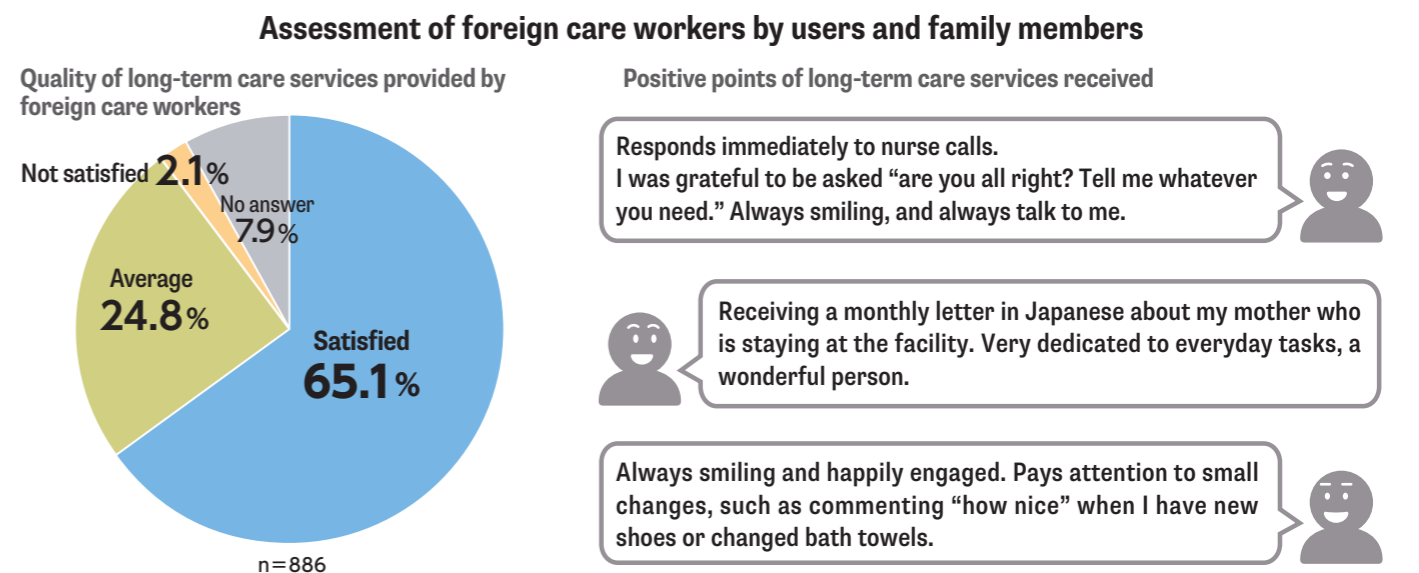 Assessment of foreign care workers by users and family members
Quality of long-term care services provided by
foreign care workers
Not satisfied 2.1%
No answer
7.9%
Average
24.8%
Satisfied
65.1%
n=886
Positive points of long-term care services received
Responds immediately to nurse calls.
I was grateful to be asked “are you all right? Tell me whatever
you need.” Always smiling, and always talk to me.
Receiving a monthly letter in Japanese about my mother who
is staying at the facility. Very dedicated to everyday tasks, a
wonderful person.
Always smiling and happily engaged. Pays attention to small
changes, such as commenting “how nice” when I have new
shoes or changed bath towels.